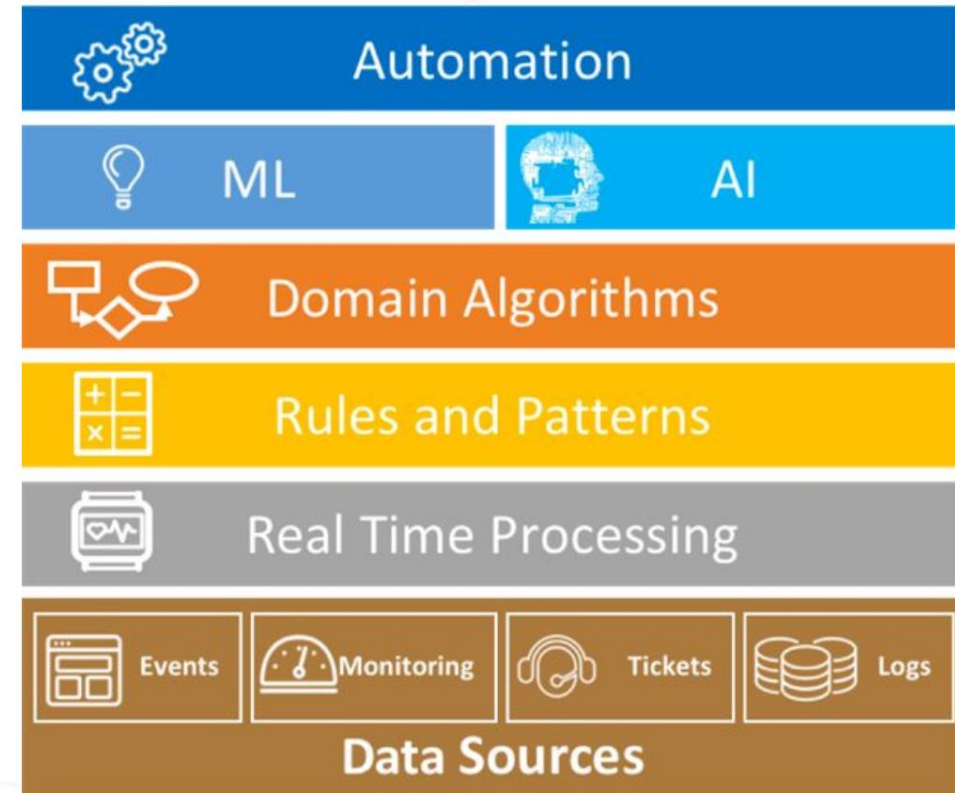 Automation
ML
AI
Domain Algorithms
Rules and Patterns
Real Time Processing
Events
Monitoring
Tickets
Logs
Data Sources